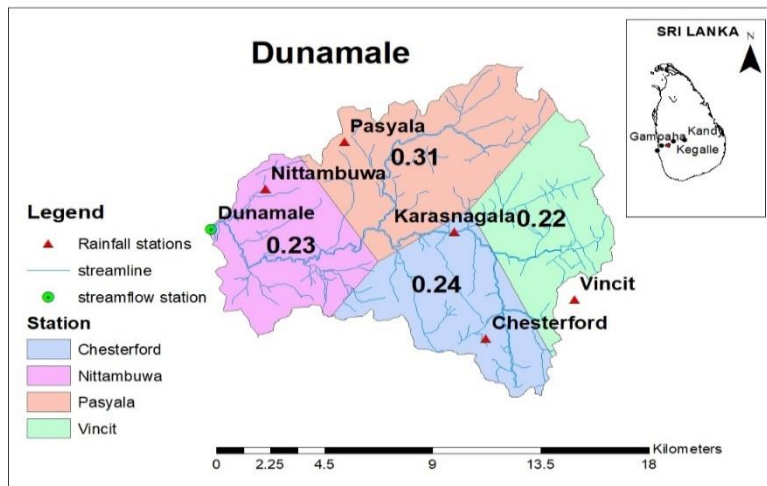 Dunamale
SRI LANKA
N
Gampaha
Kandy
Kegalle
Pasyala
0.31
Nittambuwa
Dunamale
0.23
Karasnagala
0.22
0.24
Vincit
Chesterford
Legend
Rainfall stations
streamline
streamflow station
Station
Chesterford
Nittambuwa
Pasyala
Vincit
Kilometers
0 2.25 4.5 9 13.5 18